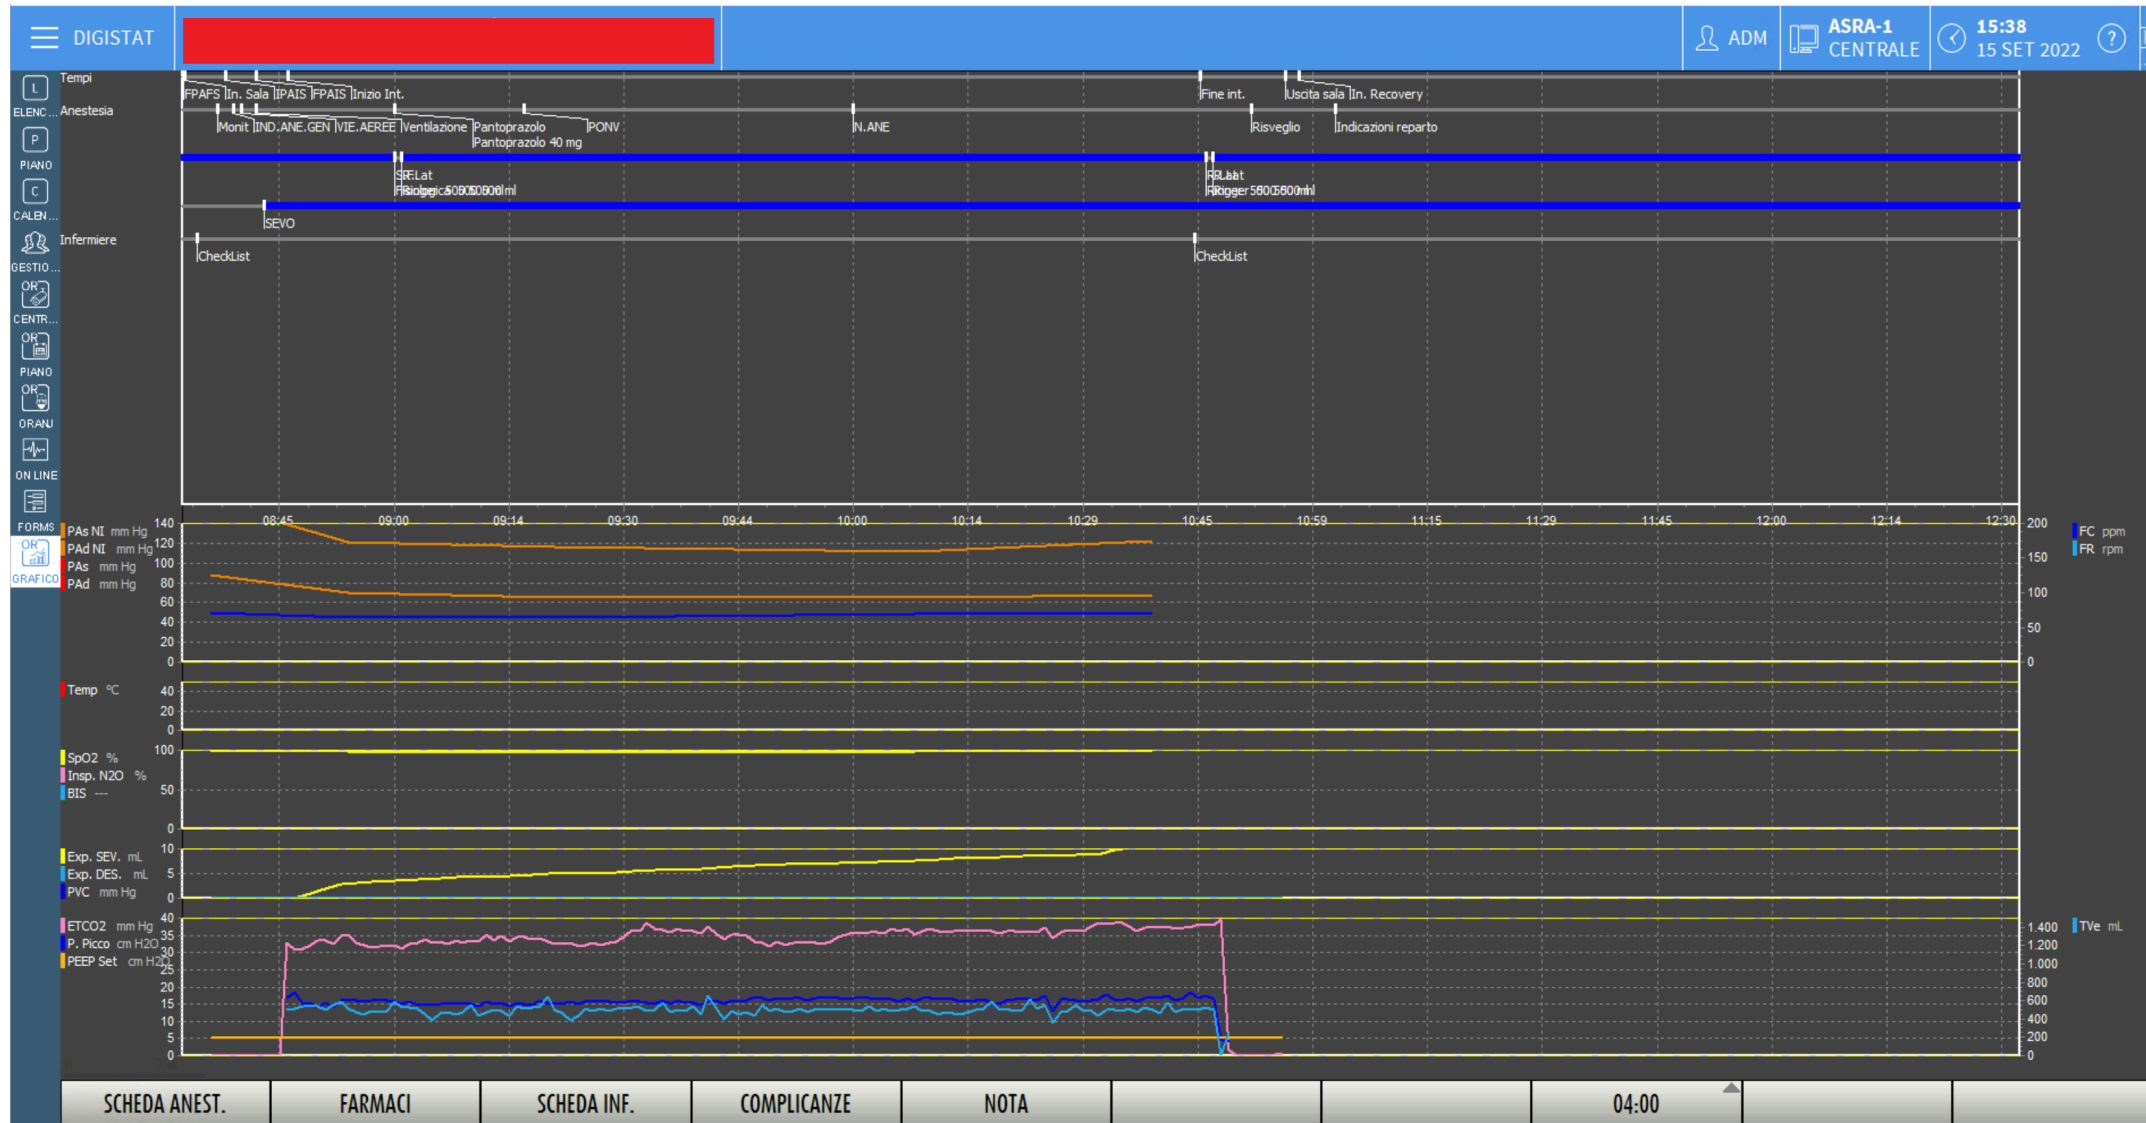 DIGISTAT
ADM
ASRA-1
CENTRALE
15:38
15 SET 2022
?
L
ELENC...
P
PIANO
C
CALEN...
GESTIO...
OR
CENTR...
OR
PIANO
OR
ORANJ
ON LINE
FORMS
OR
GRAFICO
Tempi
FPAFS In. Sala IPAIS FPAIS Inizio Int. Fine int. Uscita sala In. Recovery
Anestesia
Monit IND.ANE.GEN VIE.AEREE Ventilazione Pantoprazolo PONV N.ANE Risveglio Indicazioni reparto
Pantoprazolo 40 mg
SEVO
Infermiere
CheckList CheckList
08:45 09:00 09:14 09:30 09:44 10:00 10:14 10:29 10:45 10:59 11:15 11:29 11:45 12:00 12:14 12:30
PAs NI mm Hg
PAd NI mm Hg
PAs mm Hg
PAd mm Hg
140
120
100
80
60
40
20
0
200
150
100
50
0
FC ppm
FR rpm
Temp °C
40
20
0
SpO2 %
Insp. N2O %
BIS ---
100
50
0
Exp. SEV. mL
Exp. DES. mL
PVC mm Hg
10
5
0
ETCO2 mm Hg
P. Picco cm H2O
PEEP Set cm H2O
40
35
30
25
20
15
10
5
0
1.400
1.200
1.000
800
600
400
200
0
TVe mL
SCHEDA ANEST. FARMACI SCHEDA INF. COMPLICANZE NOTA 04:00